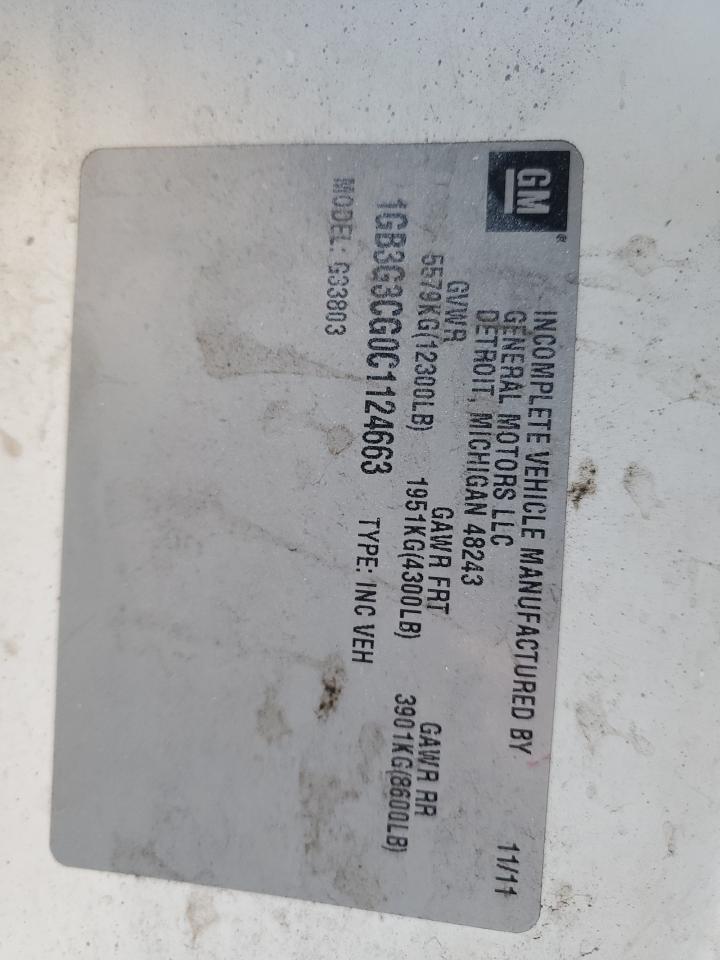 GM®
INCOMPLETE VEHICLE MANUFACTURED BY
GENERAL MOTORS LLC
DETROIT, MICHIGAN 48243
11/11
GVWR GAWR FRT GAWR RR
5579KG(12300LB) 1951KG(4300LB) 3901KG(8600LB)
1GB3G3CG0C1124663 TYPE: INC VEH
MODEL: G33803